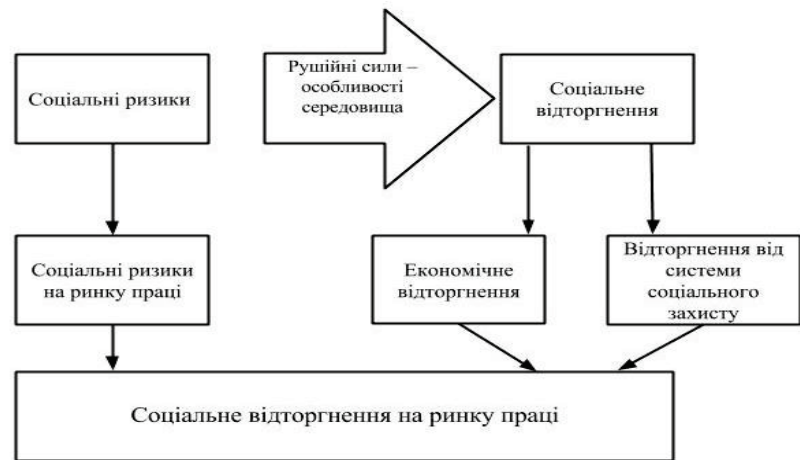 Соціальні ризики
Рушійні сили –
особливості
середовища
Соціальне
відторгнення
Соціальні ризики
на ринку праці
Економічне
відторгнення
Відторгнення від
системи
соціального
захисту
Соціальне відторгнення на ринку праці